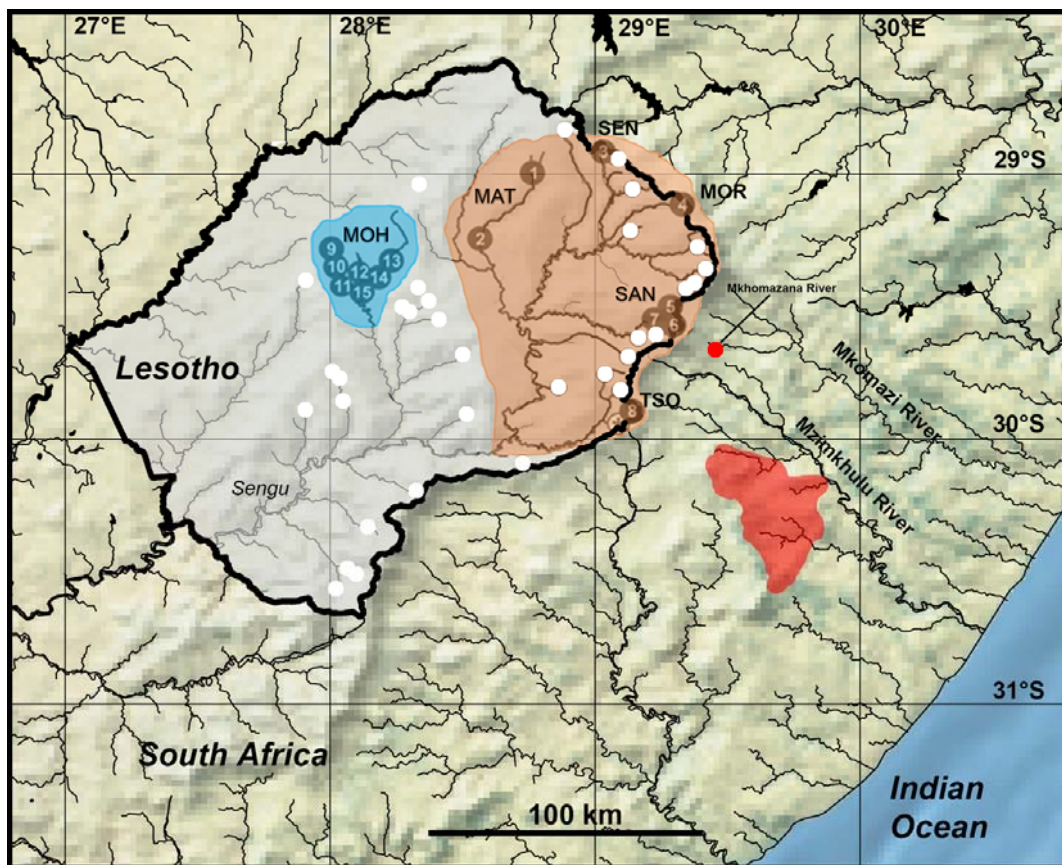 27°E
28°E
29°E
30°E
SEN
3
29°S
MAT
1
MOR
4
MOH
2
9
10
12
13
14
11
15
SAN
5
7
6
Mkhomazana River
Lesotho
Mkomazi River
TSO
8
30°S
Mzimkhulu River
Sengu
31°S
South Africa
100 km
Indian
Ocean